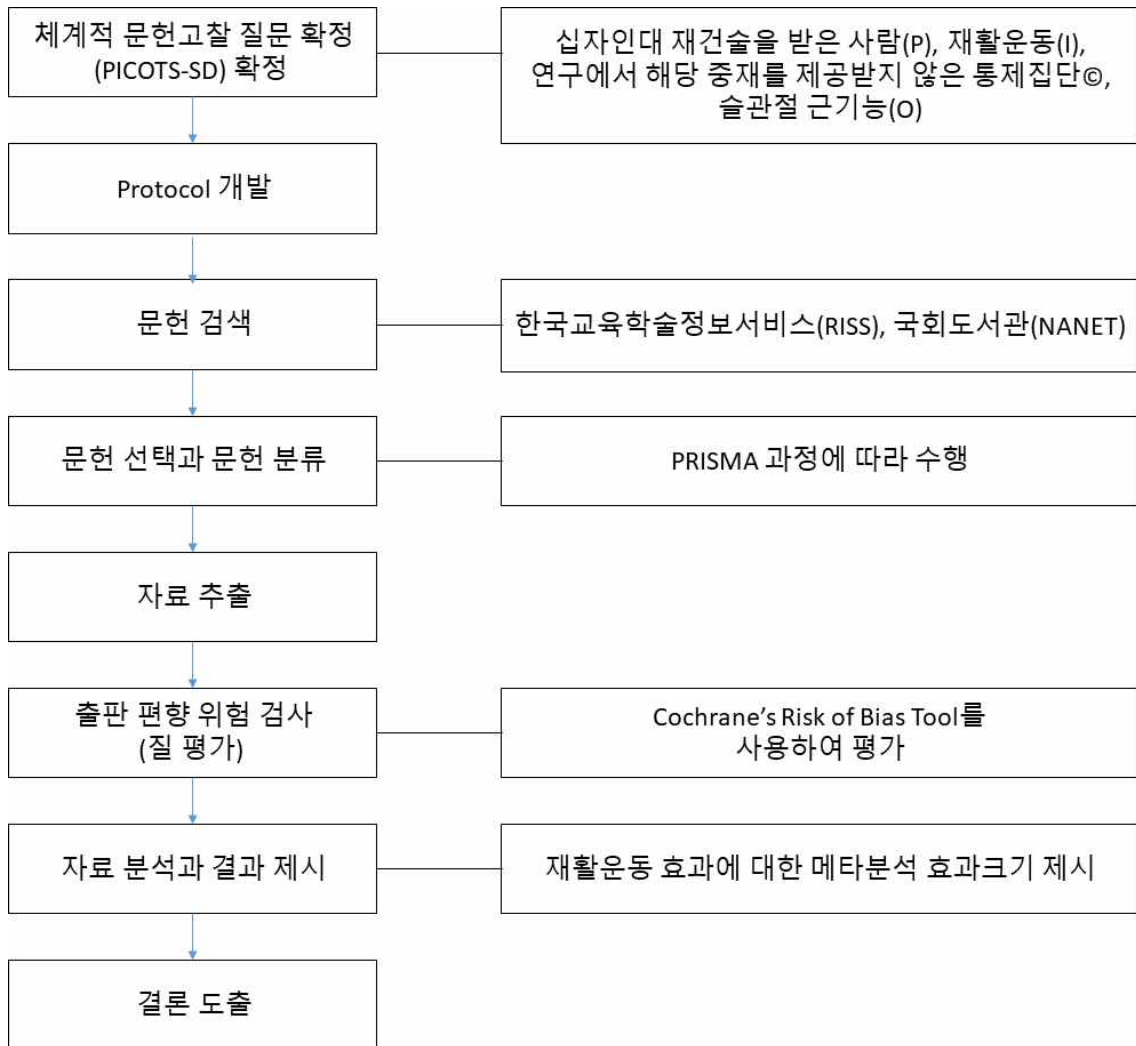 체계적 문헌고찰 질문 확정
(PICOTS-SD) 확정
십자인대 재건술을 받은 사람(P), 재활운동(I),
연구에서 해당 중재를 제공받지 않은 통제집단©,
슬관절 근기능(O)
Protocol 개발
문헌 검색
한국교육학술정보서비스(RISS), 국회도서관(NANET)
문헌 선택과 문헌 분류
PRISMA 과정에 따라 수행
자료 추출
출판 편향 위험 검사
(질 평가)
Cochrane's Risk of Bias Tool를
사용하여 평가
자료 분석과 결과 제시
재활운동 효과에 대한 메타분석 효과크기 제시
결론 도출